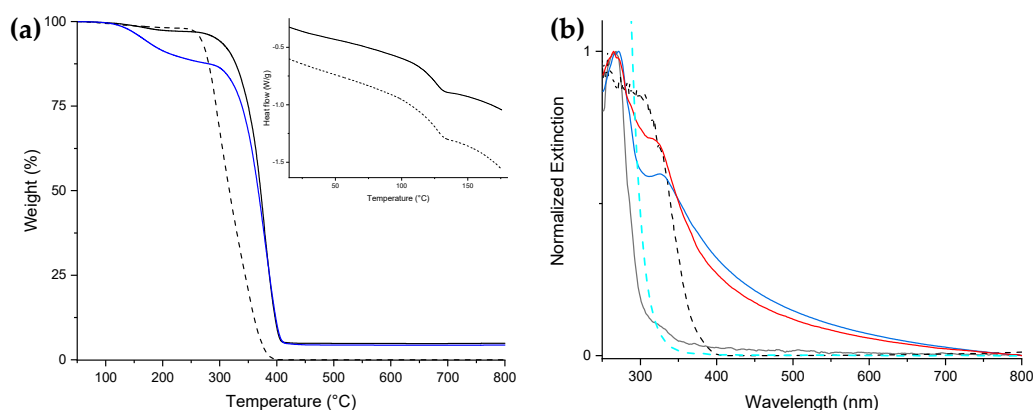 (a)
100
75
50
25
0
Weight (%)
100 200 300 400 500 600 700 800
Temperature (°C)
-0.5
-1.0
-1.5
Heat flow (W/g)
50 100 150
Temperature (°C)
(b)
1
0
Normalized Extinction
300 400 500 600 700 800
Wavelength (nm)